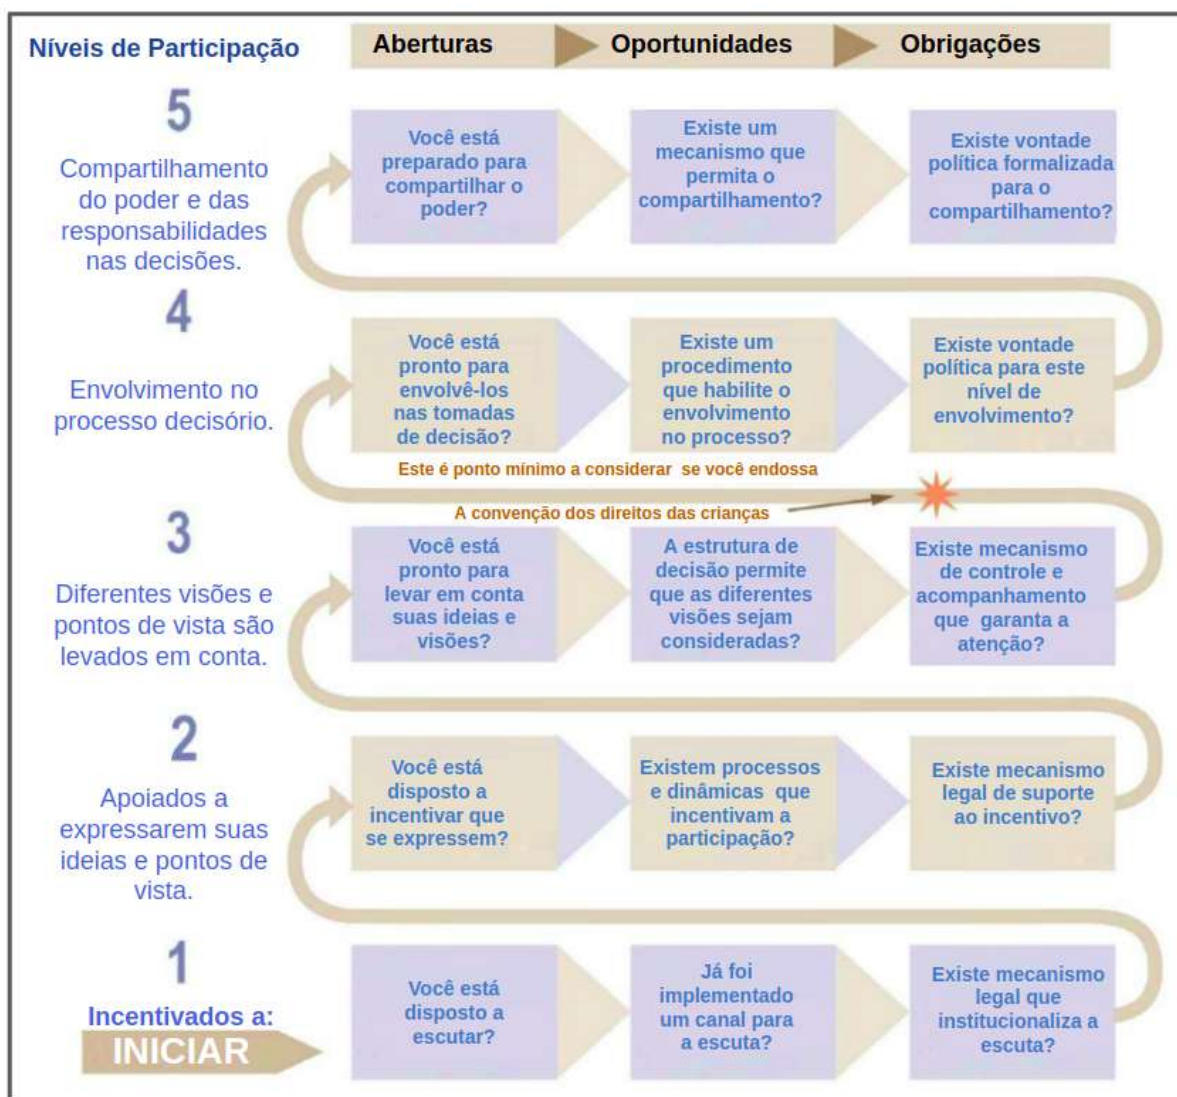 Níveis de Participação
Aberturas
Oportunidades
Obrigações
5
Compartilhamento
do poder e das
responsabilidades
nas decisões.
Você está
preparado para
compartilhar o
poder?
Existe um
mecanismo que
permita o
compartilhamento?
Existe vontade
política formalizada
para o
compartilhamento?
4
Envolvimento no
processo decisório.
Você está
pronto para
envolvê-los
nas tomadas
de decisão?
Existe um
procedimento
que habilite o
envolvimento
no processo?
Existe vontade
política para este
nível de
envolvimento?
Este é ponto mínimo a considerar se você endossa
A convenção dos direitos das crianças
3
Diferentes visões e
pontos de vista são
levados em conta.
Você está
pronto para
levar em conta
suas ideias e
visões?
A estrutura de
decisão permite
que as diferentes
visões sejam
consideradas?
Existe mecanismo
de controle e
acompanhamento
que garanta a
atenção?
2
Apoiados a
expressarem suas
ideias e pontos de
vista.
Você está
disposto a
incentivar que
se expressem?
Existem processos
e dinâmicas que
incentivam a
participação?
Existe mecanismo
legal de suporte
ao incentivo?
1
Incentivados a:
INICIAR
Você está
disposto a
escutar?
Já foi
implementado
um canal para
a escuta?
Existe mecanismo
legal que
institucionaliza a
escuta?